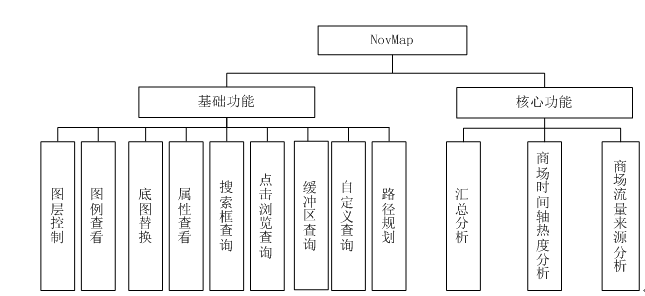 NovMap
基础功能
核心功能
图层控制
图例查看
底图替换
属性查看
搜索框查询
点击浏览查询
缓冲区查询
自定义查询
路径规划
汇总分析
商场时间轴热度分析
商场流量来源分析